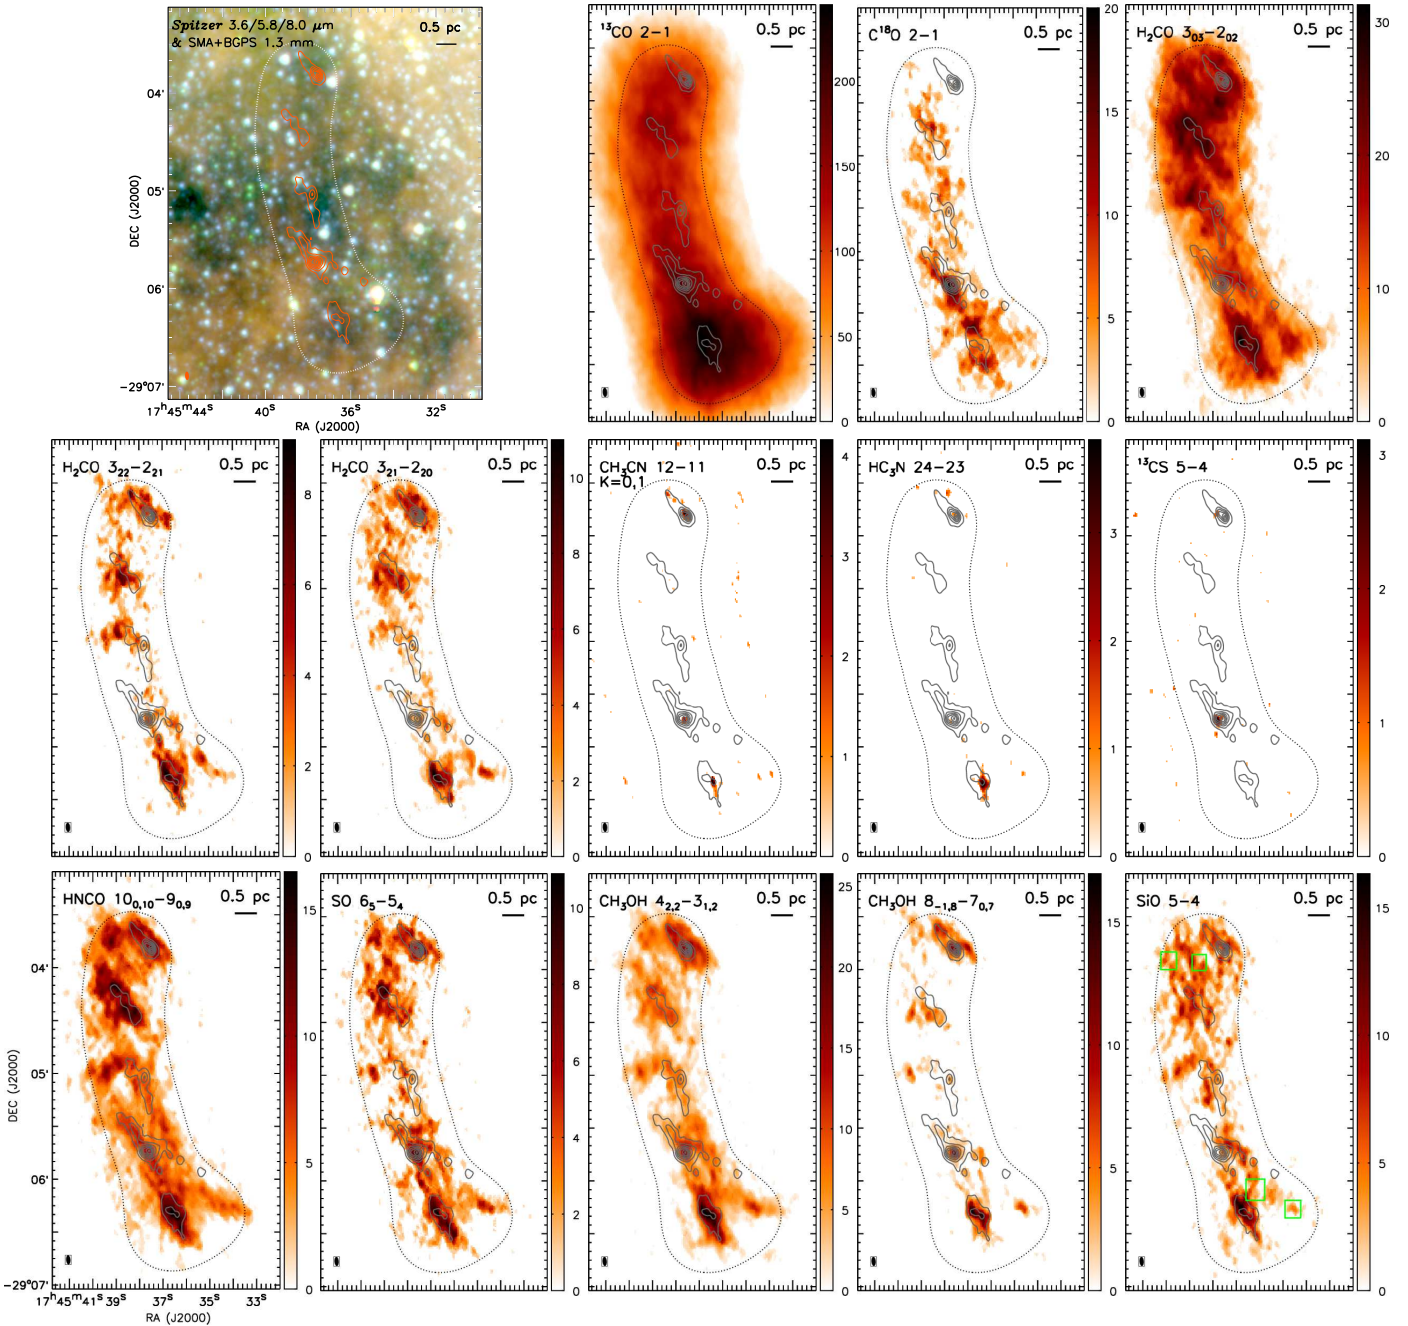 Spitzer 3.6/5.8/8.0 μm
& SMA+BGPS 1.3 mm
0.5 pc
04'
05'
06'
−29°07'
DEC (J2000)
17ʰ45ᵐ44ˢ 40ˢ 36ˢ 32ˢ
RA (J2000)
¹³CO 2−1
0.5 pc
200
150
100
50
0
C¹⁸O 2−1
0.5 pc
20
15
10
5
0
H₂CO 3₀₃−2₀₂
0.5 pc
30
20
10
0
H₂CO 3₂₂−2₂₁
0.5 pc
8
6
4
2
0
H₂CO 3₂₁−2₂₀
0.5 pc
10
8
6
4
2
0
CH₃CN 12−11
K=0,1
0.5 pc
4
3
2
1
0
HC₃N 24−23
0.5 pc
3
2
1
0
¹³CS 5−4
0.5 pc
3
2
1
0
HNCO 10₀,₁₀−9₀,₉
0.5 pc
15
10
5
0
04'
05'
06'
−29°07'
DEC (J2000)
17ʰ45ᵐ41ˢ 39ˢ 37ˢ 35ˢ 33ˢ
RA (J2000)
SO 6₅−5₄
0.5 pc
10
8
6
4
2
0
CH₃OH 4₂,₂−3₁,₂
0.5 pc
25
20
15
10
5
0
CH₃OH 8₋₁,₈−7₀,₇
0.5 pc
15
10
5
0
SiO 5−4
0.5 pc
15
10
5
0